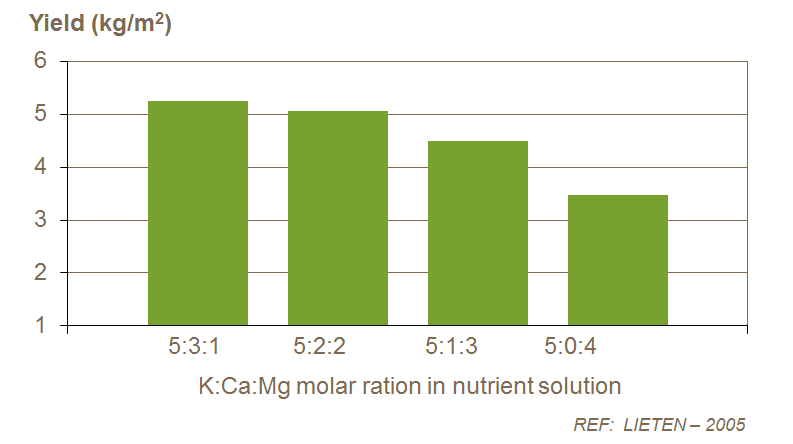 Yield (kg/m²)
6
5
4
3
2
1
5:3:1 5:2:2 5:1:3 5:0:4
K:Ca:Mg molar ration in nutrient solution
REF: LIETEN – 2005